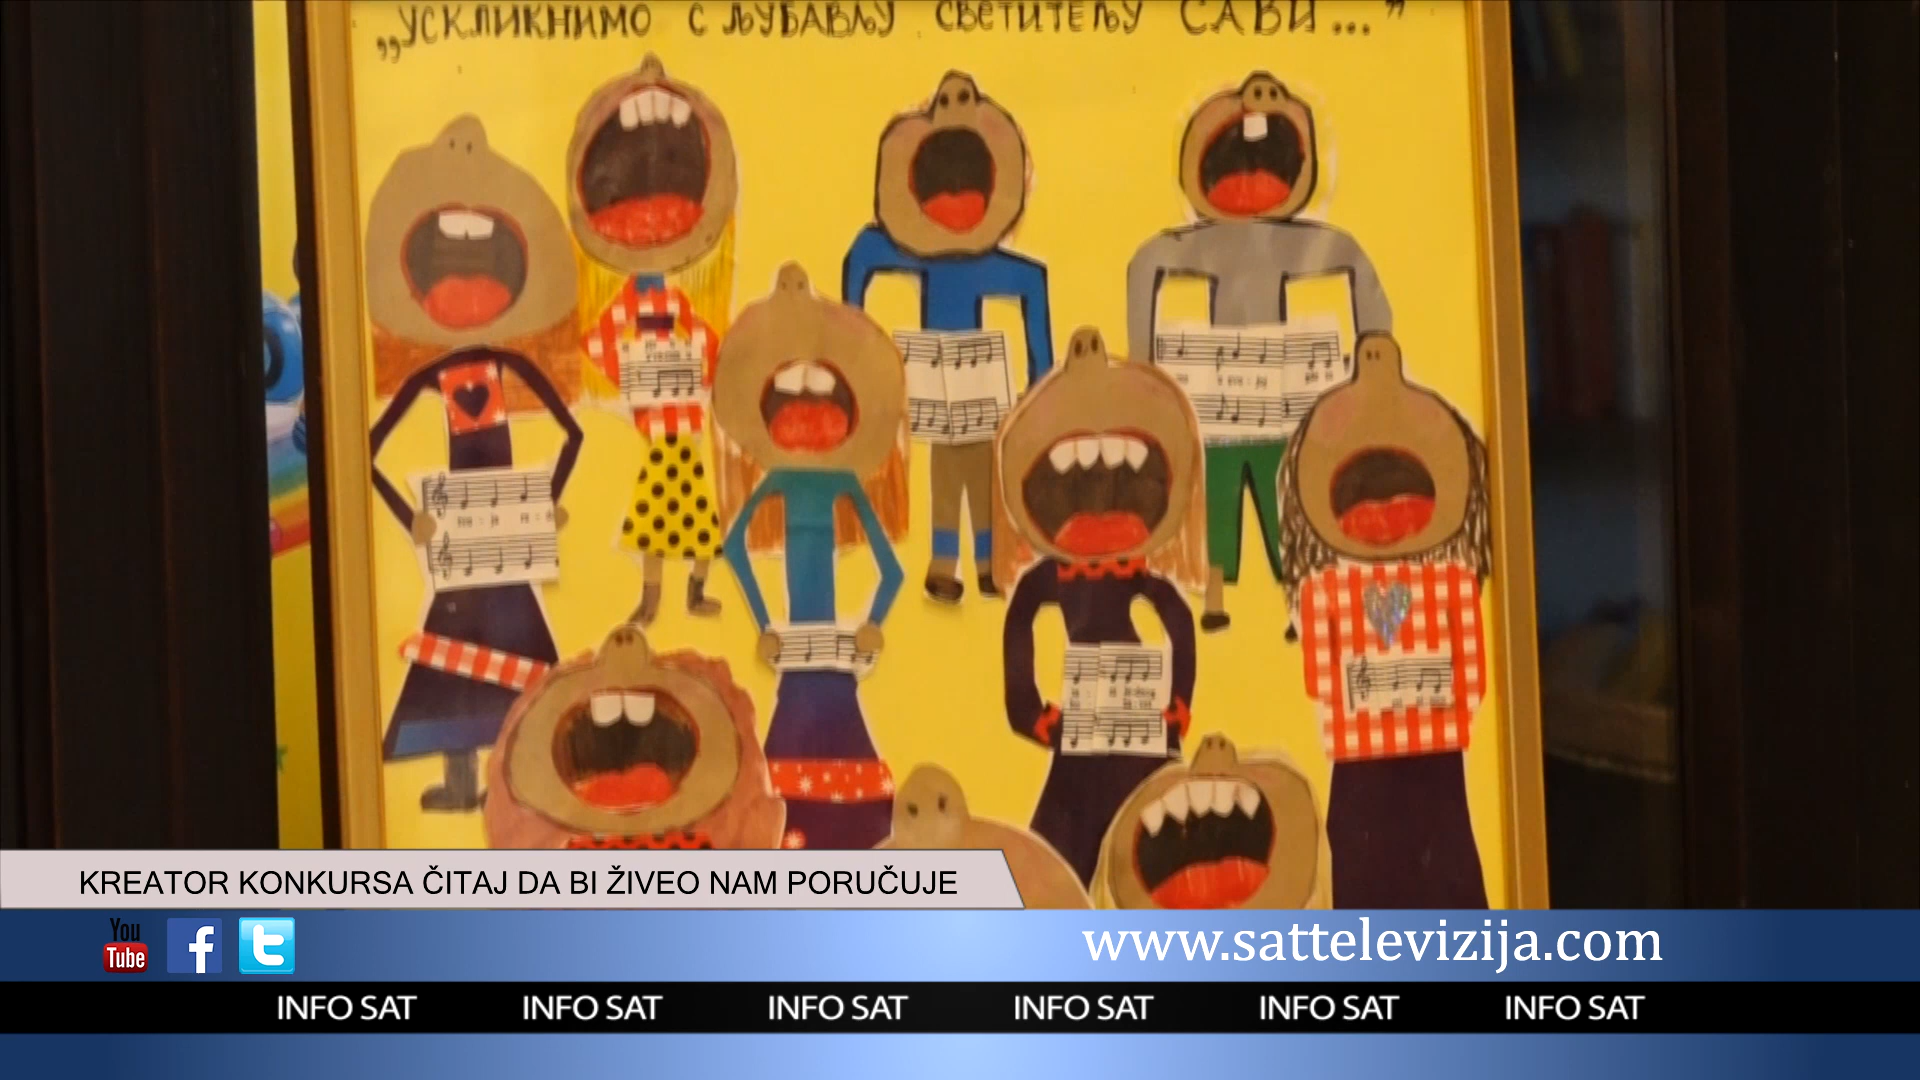 „УСКЛИКНИМО С ЉУБАВЉУ СВЕТИТЕЉУ САВИ..."
KREATOR KONKURSA ČITAJ DA BI ŽIVEO NAM PORUČUJE
You
Tube
www.sattelevizija.com
INFO SAT INFO SAT INFO SAT INFO SAT INFO SAT INFO SAT